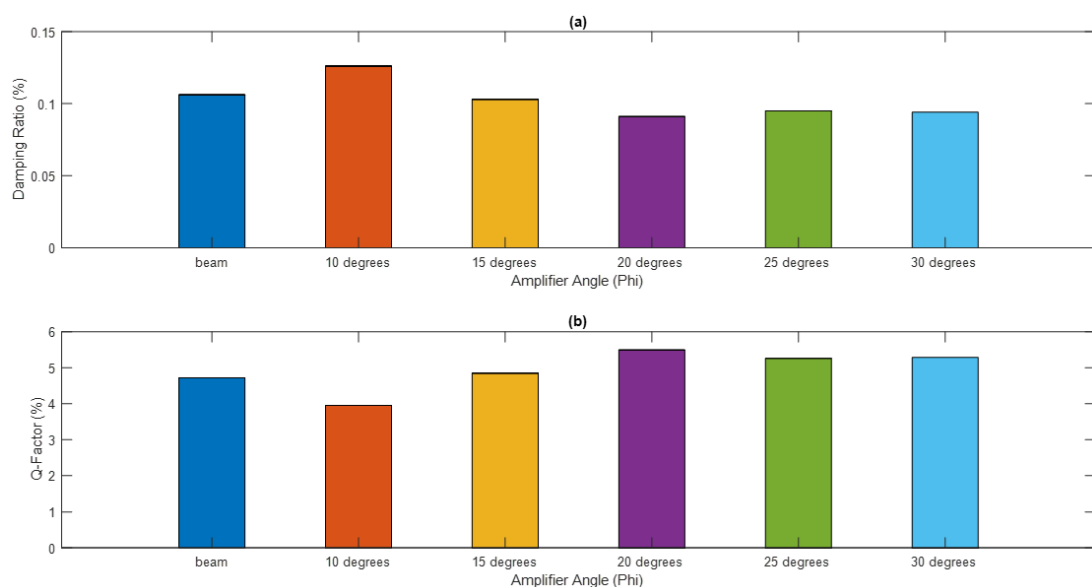 (a)
0.15
0.1
0.05
0
Damping Ratio (%)
beam 10 degrees 15 degrees 20 degrees 25 degrees 30 degrees
Amplifier Angle (Phi)
(b)
6
5
4
3
2
1
0
Q-Factor (%)
beam 10 degrees 15 degrees 20 degrees 25 degrees 30 degrees
Amplifier Angle (Phi)